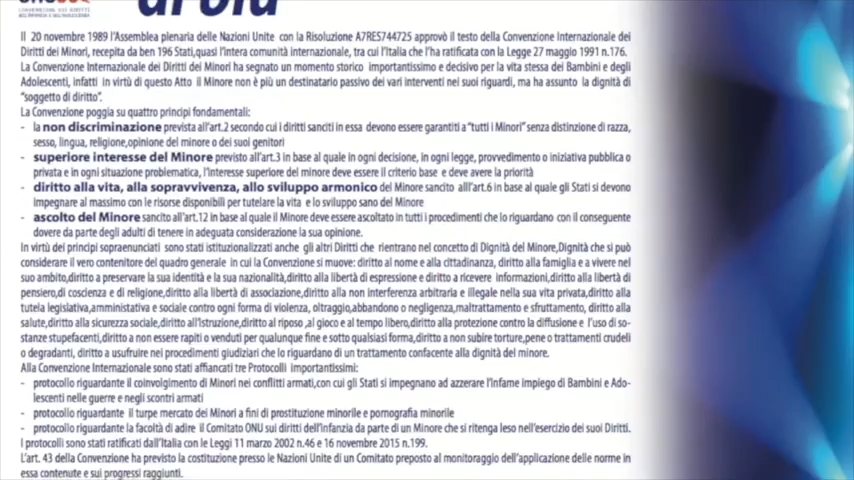 CONVENZIONE SUI DIRITTI
DELL'INFANZIA E DELL'ADOLESCENZA
di Più
Il 20 novembre 1989 l'Assemblea plenaria delle Nazioni Unite con la Risoluzione A7RES744725 approvò il testo della Convenzione Internazionale dei
Diritti dei Minori, recepita da ben 196 Stati,quasi l'intera comunità internazionale, tra cui l'Italia che l'ha ratificata con la Legge 27 maggio 1991 n.176.
La Convenzione Internazionale dei Diritti dei Minori ha segnato un momento storico importantissimo e decisivo per la vita stessa dei Bambini e degli
Adolescenti, infatti in virtù di questo Atto il Minore non è più un destinatario passivo dei vari interventi nei suoi riguardi, ma ha assunto la dignità di
"soggetto di diritto".
La Convenzione poggia su quattro principi fondamentali:
- la non discriminazione prevista all'art.2 secondo cui i diritti sanciti in essa devono essere garantiti a "tutti i Minori" senza distinzione di razza,
sesso, lingua, religione,opinione del minore o dei suoi genitori
- superiore interesse del Minore previsto all'art.3 in base al quale in ogni decisione, in ogni legge, provvedimento o iniziativa pubblica o
privata e in ogni situazione problematica, l'interesse superiore del minore deve essere il criterio base e deve avere la priorità
- diritto alla vita, alla sopravvivenza, allo sviluppo armonico del Minore sancito alll'art.6 in base al quale gli Stati si devono
impegnare al massimo con le risorse disponibili per tutelare la vita e lo sviluppo sano del Minore
- ascolto del Minore sancito all'art.12 in base al quale il Minore deve essere ascoltato in tutti i procedimenti che lo riguardano con il conseguente
dovere da parte degli adulti di tenere in adeguata considerazione la sua opinione.
In virtù dei principi sopraenunciati sono stati istituzionalizzati anche gli altri Diritti che rientrano nel concetto di Dignità del Minore,Dignità che si può
considerare il vero contenitore del quadro generale in cui la Convenzione si muove: diritto al nome e alla cittadinanza, diritto alla famiglia e a vivere nel
suo ambito,diritto a preservare la sua identità e la sua nazionalità,diritto alla libertà di espressione e diritto a ricevere informazioni,diritto alla libertà di
pensiero,di coscienza e di religione,diritto alla libertà di associazione,diritto alla non interferenza arbitraria e illegale nella sua vita privata,diritto alla
tutela legislativa,amministativa e sociale contro ogni forma di violenza, oltraggio,abbandono o negligenza,maltrattamento e sfruttamento, diritto alla
salute,diritto alla sicurezza sociale,diritto all'istruzione,diritto al riposo ,al gioco e al tempo libero,diritto alla protezione contro la diffusione e l'uso di so-
stanze stupefacenti,diritto a non essere rapiti o venduti per qualunque fine e sotto qualsiasi forma,diritto a non subire torture,pene o trattamenti crudeli
o degradanti, diritto a usufruire nei procedimenti giudiziari che lo riguardano di un trattamento confacente alla dignità del minore.
Alla Convenzione Internazionale sono stati affiancati tre Protocolli importantissimi:
- protocollo riguardante il coinvolgimento di Minori nei conflitti armati,con cui gli Stati si impegnano ad azzerare l'infame impiego di Bambini e Ado-
lescenti nelle guerre e negli scontri armati
- protocollo riguardante il turpe mercato dei Minori a fini di prostituzione minorile e pornografia minorile
- protocollo riguardante la facoltà di adire il Comitato ONU sui diritti dell'infanzia da parte di un Minore che si ritenga leso nell'esercizio dei suoi Diritti.
I protocolli sono stati ratificati dall'Italia con le Leggi 11 marzo 2002 n.46 e 16 novembre 2015 n.199.
L'art. 43 della Convenzione ha previsto la costituzione presso le Nazioni Unite di un Comitato preposto al monitoraggio dell'applicazione delle norme in
essa contenute e sui progressi raggiunti.